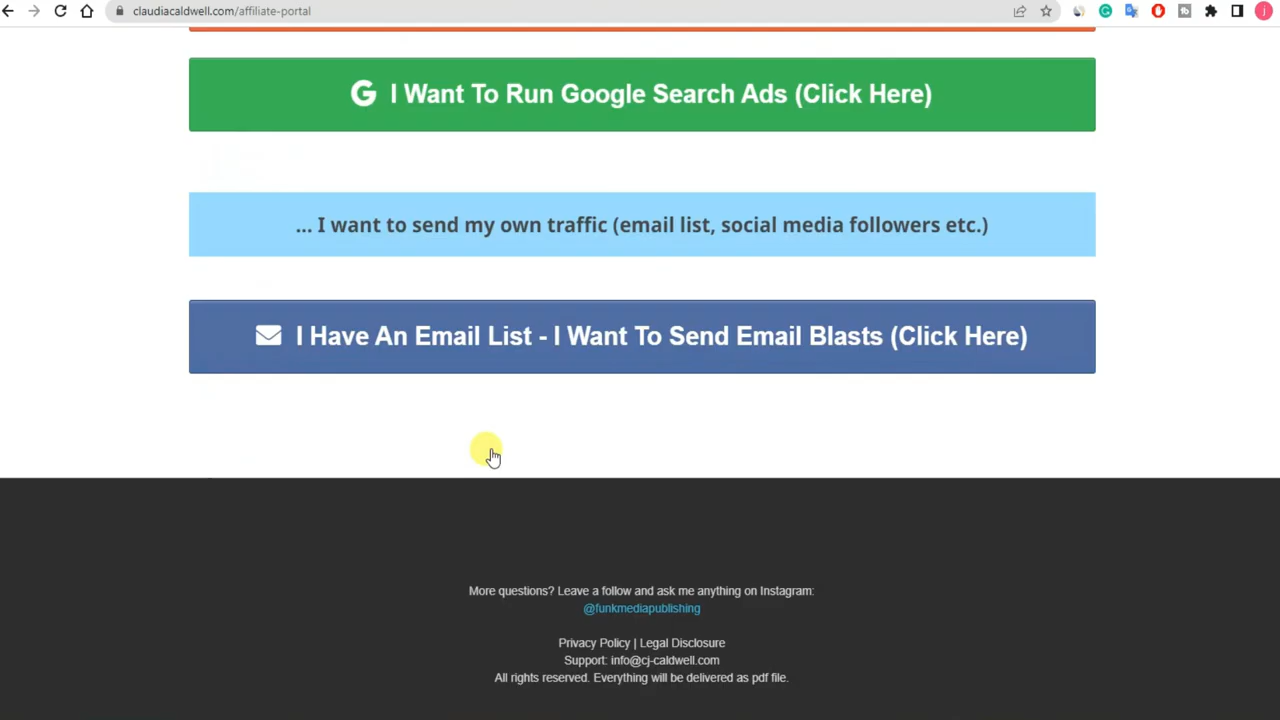 claudiacaldwell.com/affiliate-portal
I Want To Run Google Search Ads (Click Here)
... I want to send my own traffic (email list, social media followers etc.)
I Have An Email List - I Want To Send Email Blasts (Click Here)
More questions? Leave a follow and ask me anything on Instagram:
@funkmediapublishing
Privacy Policy | Legal Disclosure
Support: info@cj-caldwell.com
All rights reserved. Everything will be delivered as pdf file.